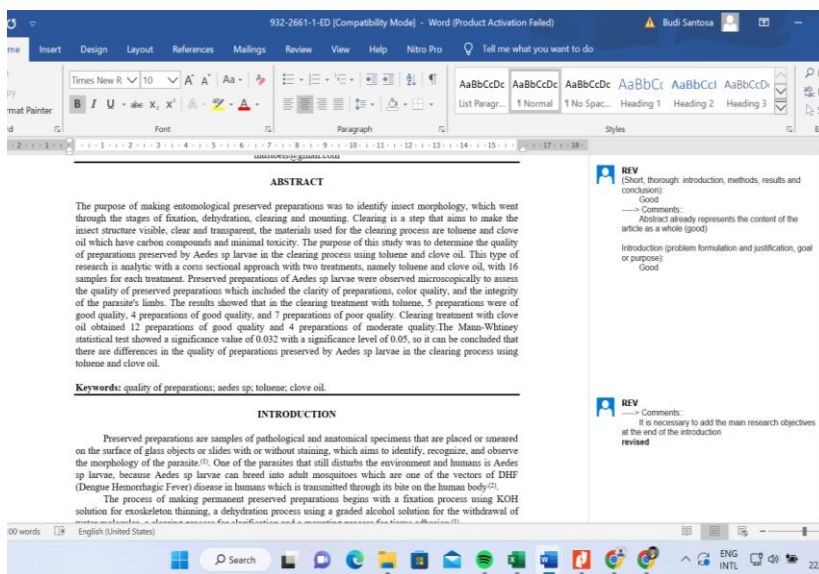 932-2661-1-ED [Compatibility Mode] - Word (Product Activation Failed)
Budi Santosa
me Insert Design Layout References Mailings Review View Help Nitro Pro Tell me what you want to do
Times New R 10
mat Painter
Font
Paragraph
AaBbCcDc AaBbCcDc AaBbCcDc AaBbCc AaBbCcI AaBbCcD
List Paragr... ¶ Normal ¶ No Spac... Heading 1 Heading 2 Heading 3
Styles
ABSTRACT
The purpose of making entomological preserved preparations was to identify insect morphology, which went
through the stages of fixation, dehydration, clearing and mounting. Clearing is a step that aims to make the
insect structure visible, clear and transparent, the materials used for the clearing process are toluene and clove
oil which have carbon compounds and minimal toxicity. The purpose of this study was to determine the quality
of preparations preserved by Aedes sp larvae in the clearing process using toluene and clove oil. This type of
research is analytic with a corss sectional approach with two treatments, namely toluene and clove oil, with 16
samples for each treatment. Preserved preparations of Aedes sp larvae were observed microscopically to assess
the quality of preserved preparations which included the clarity of preparations, color quality, and the integrity
of the parasite's limbs. The results showed that in the clearing treatment with toluene, 5 preparations were of
good quality, 4 preparations of good quality, and 7 preparations of poor quality. Clearing treatment with clove
oil obtained 12 preparations of good quality and 4 preparations of moderate quality.The Mann-Whtiney
statistical test showed a significance value of 0.032 with a significance level of 0.05, so it can be concluded that
there are differences in the quality of preparations preserved by Aedes sp larvae in the clearing process using
toluene and clove oil.
Keywords: quality of preparations; aedes sp; toluene; clove oil.
INTRODUCTION
Preserved preparations are samples of pathological and anatomical specimens that are placed or smeared
on the surface of glass objects or slides with or without staining, which aims to identify, recognize, and observe
the morphology of the parasite.(1). One of the parasites that still disturbs the environment and humans is Aedes
sp larvae, because Aedes sp larvae can breed into adult mosquitoes which are one of the vectors of DHF
(Dengue Hemorrhagic Fever) disease in humans which is transmitted through its bite on the human body(2).
The process of making permanent preserved preparations begins with a fixation process using KOH
solution for exoskeleton thinning, a dehydration process using a graded alcohol solution for the withdrawal of
REV
(Short, thorough: introduction, methods, results and
conclusion):
Good
-----> Comments::
Abstract already represents the content of the
article as a whole (good)
Introduction (problem formulation and justification, goal
or purpose):
Good
REV
-----> Comments::
It is necessary to add the main research objectives
at the end of the introduction
revised
00 words English (United States)
Search
ENG
INTL
22